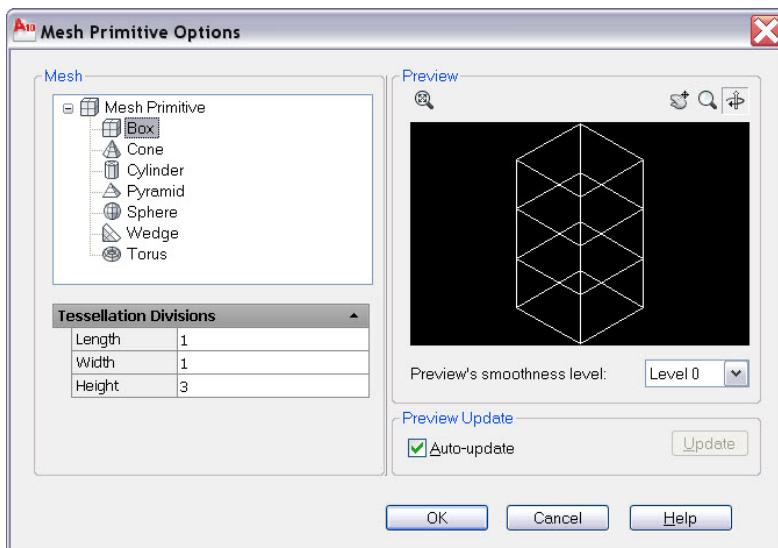 A10 Mesh Primitive Options
Mesh
Mesh Primitive
Box
Cone
Cylinder
Pyramid
Sphere
Wedge
Torus
Tessellation Divisions
Length 1
Width 1
Height 3
Preview
Preview's smoothness level: Level 0
Preview Update
Auto-update Update
OK Cancel Help